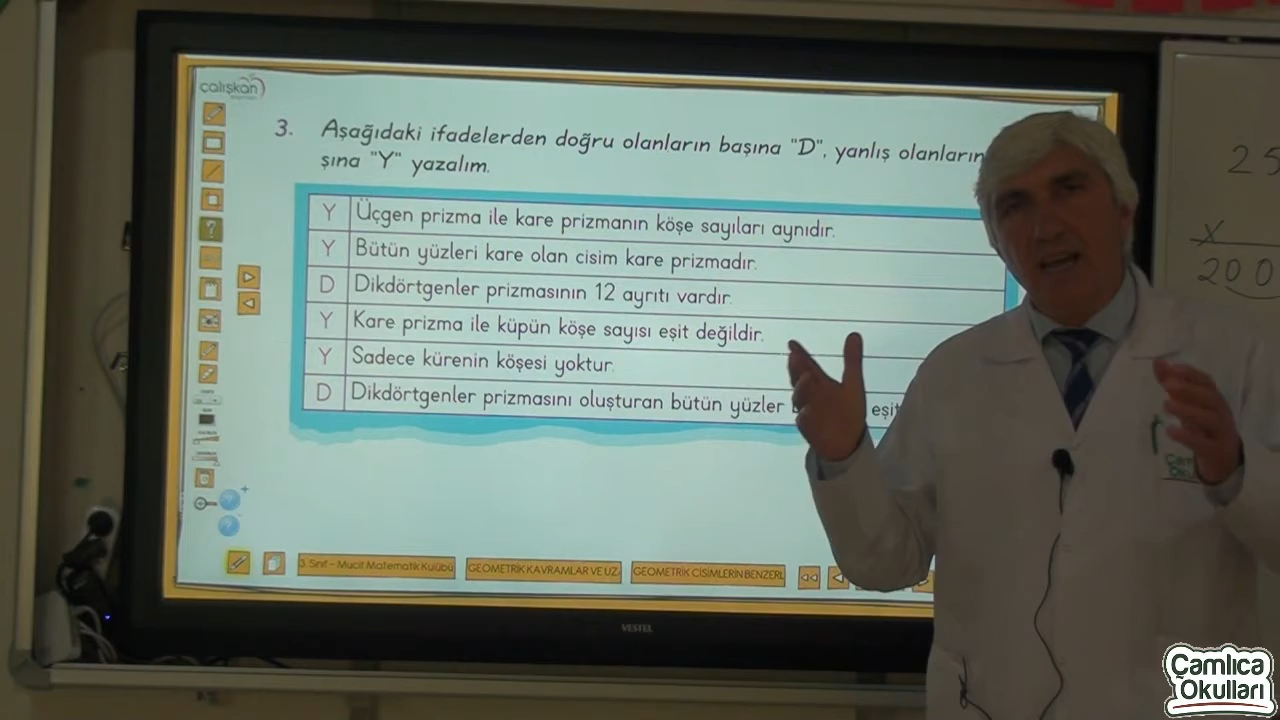 çalışkan
3. Aşağıdaki ifadelerden doğru olanların başına "D", yanlış olanların
şına "Y" yazalım.
Y Üçgen prizma ile kare prizmanın köşe sayıları aynıdır.
Y Bütün yüzleri kare olan cisim kare prizmadır.
D Dikdörtgenler prizmasının 12 ayrıtı vardır.
Y Kare prizma ile küpün köşe sayısı eşit değildir.
Y Sadece kürenin köşesi yoktur.
D Dikdörtgenler prizmasını oluşturan bütün yüzler eşit
3. Sınıf - Mucit Matematik Kulübü
GEOMETRİK KAVRAMLAR VE UZ
GEOMETRİK CİSİMLERİN BENZERL
VESTEL
25
x
200
Çamlıca
Okulları